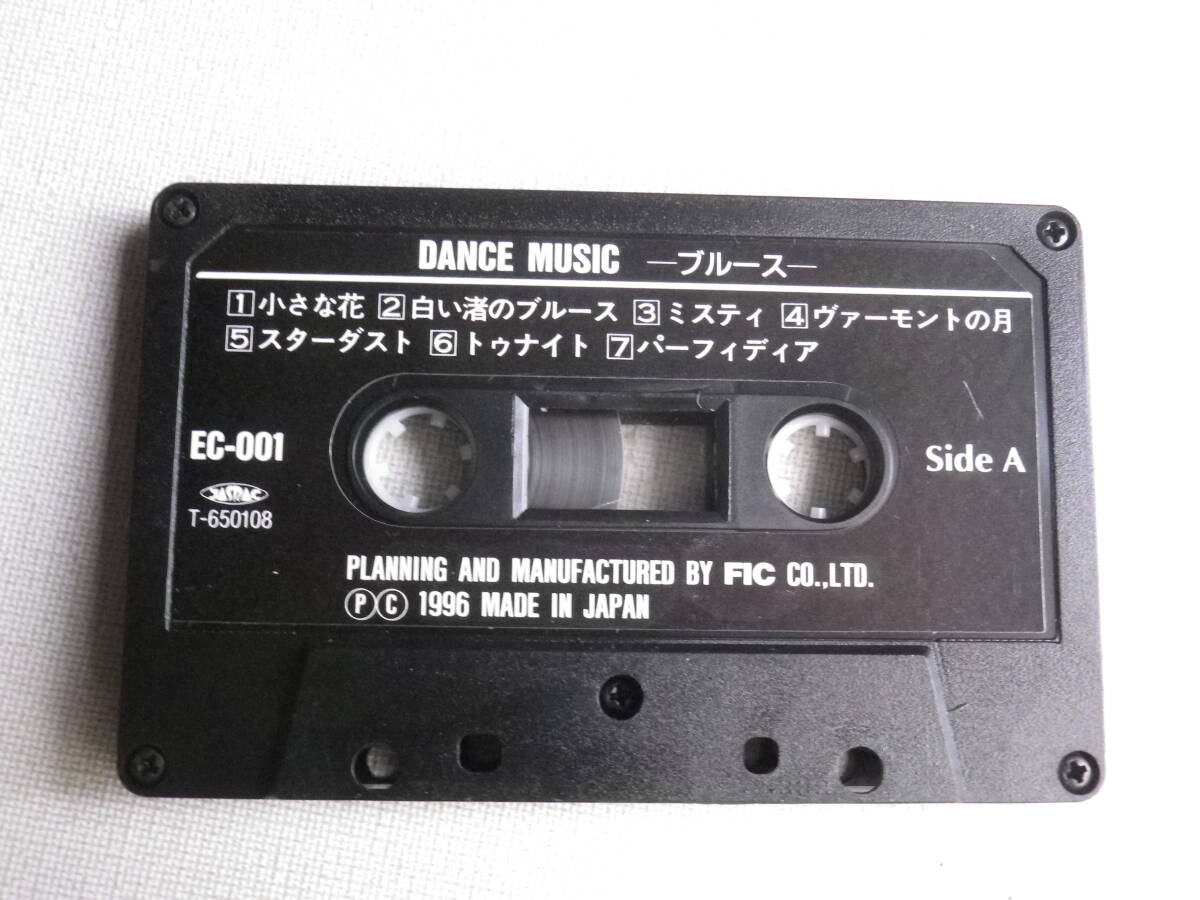 DANCE MUSIC —ブルース—
1 小さな花 2 白い渚のブルース 3 ミスティ 4 ヴァーモントの月
5 スターダスト 6 トゥナイト 7 パーフィディア
EC-001
Side A
JASRAC
T-650108
PLANNING AND MANUFACTURED BY FIC CO.,LTD.
Ⓟ Ⓒ 1996 MADE IN JAPAN